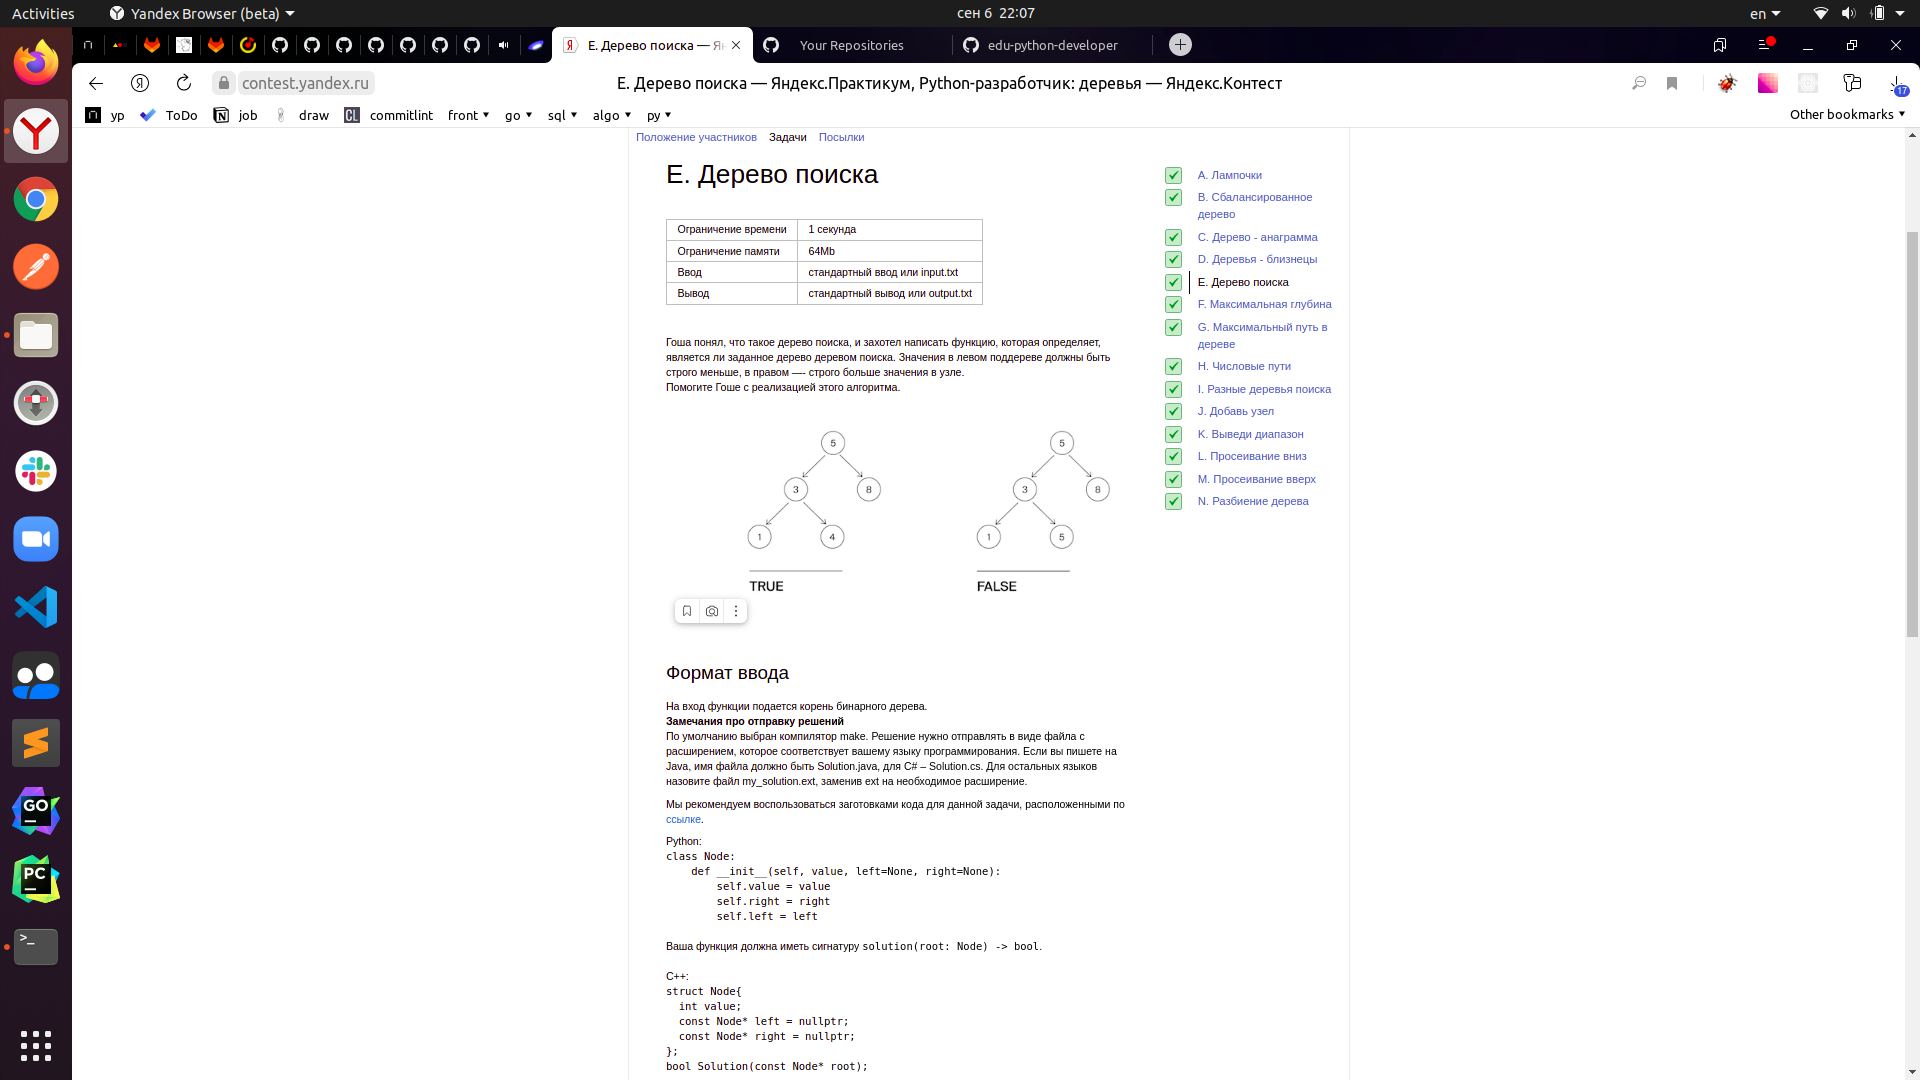 Activities
Yandex Browser (beta)
сен 6 22:07
en
E. Дерево поиска — Ян
Your Repositories
edu-python-developer
contest.yandex.ru
E. Дерево поиска — Яндекс.Практикум, Python-разработчик: деревья — Яндекс.Контест
17
yp
ToDo
job
draw
CL
commitlint
front
go
sql
algo
py
Other bookmarks
Положение участников
Задачи
Посылки
E. Дерево поиска
Ограничение времени
1 секунда
Ограничение памяти
64Mb
Ввод
стандартный ввод или input.txt
Вывод
стандартный вывод или output.txt
Гоша понял, что такое дерево поиска, и захотел написать функцию, которая определяет,
является ли заданное дерево деревом поиска. Значения в левом поддереве должны быть
строго меньше, в правом —- строго больше значения в узле.
Помогите Гоше с реализацией этого алгоритма.
5
3
8
1
4
TRUE
5
3
8
1
5
FALSE
Формат ввода
На вход функции подается корень бинарного дерева.
Замечания про отправку решений
По умолчанию выбран компилятор make. Решение нужно отправлять в виде файла с
расширением, которое соответствует вашему языку программирования. Если вы пишете на
Java, имя файла должно быть Solution.java, для C# – Solution.cs. Для остальных языков
назовите файл my_solution.ext, заменив ext на необходимое расширение.
Мы рекомендуем воспользоваться заготовками кода для данной задачи, расположенными по
ссылке.
Python:
class Node:
def __init__(self, value, left=None, right=None):
self.value = value
self.right = right
self.left = left
Ваша функция должна иметь сигнатуру solution(root: Node) -> bool.
C++:
struct Node{
int value;
const Node* left = nullptr;
const Node* right = nullptr;
};
bool Solution(const Node* root);
A. Лампочки
B. Сбалансированное
дерево
C. Дерево - анаграмма
D. Деревья - близнецы
E. Дерево поиска
F. Максимальная глубина
G. Максимальный путь в
дереве
H. Числовые пути
I. Разные деревья поиска
J. Добавь узел
K. Выведи диапазон
L. Просеивание вниз
M. Просеивание вверх
N. Разбиение дерева
GO
PC